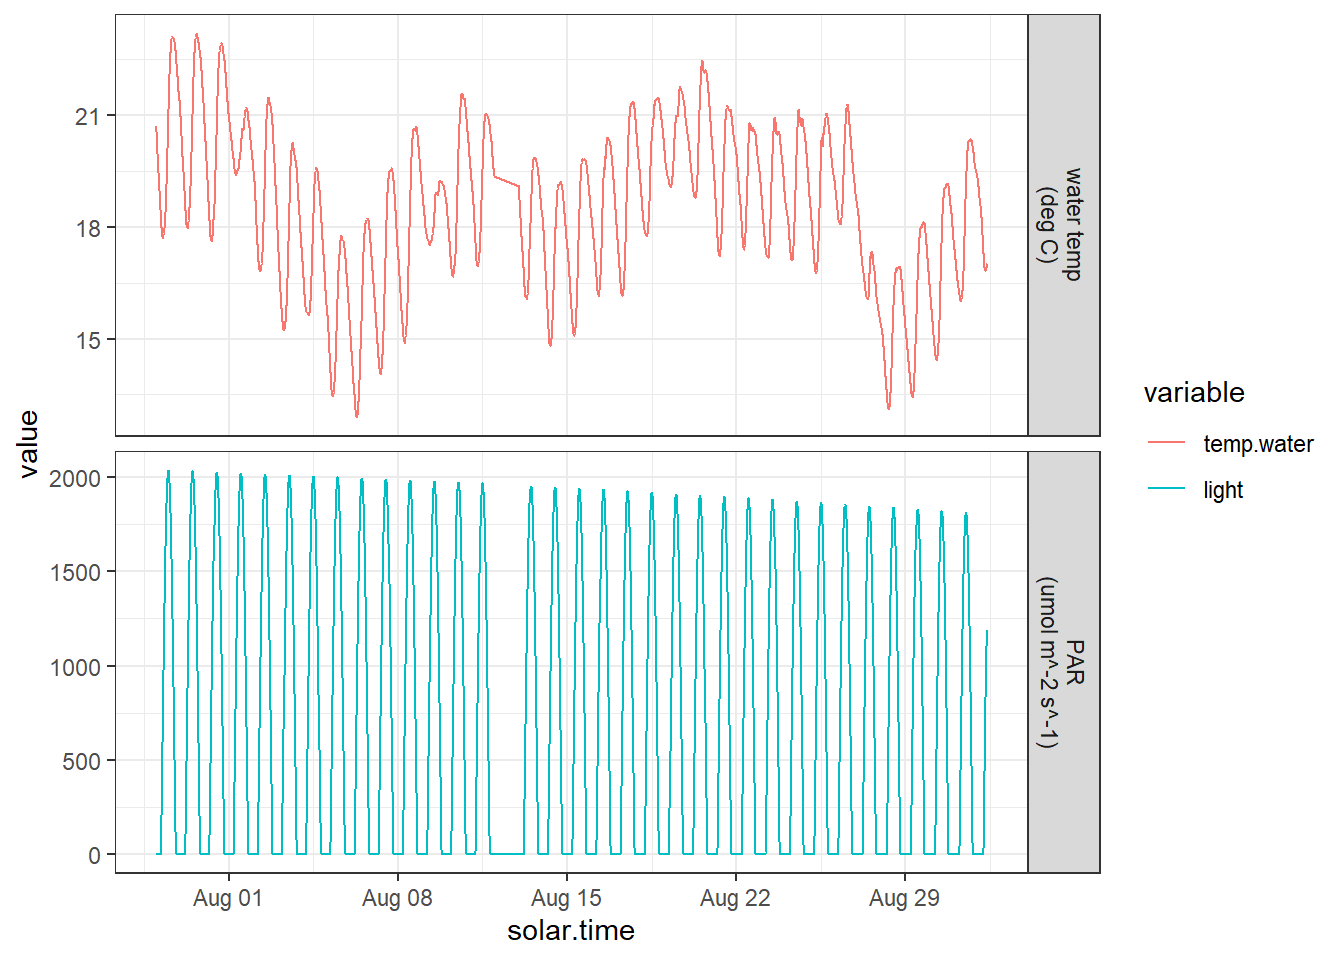 value
21
18
15
water temp
(deg C)
2000
1500
1000
500
0
PAR
(umol m^-2 s^-1)
Aug 01
Aug 08
Aug 15
Aug 22
Aug 29
solar.time
variable
temp.water
light